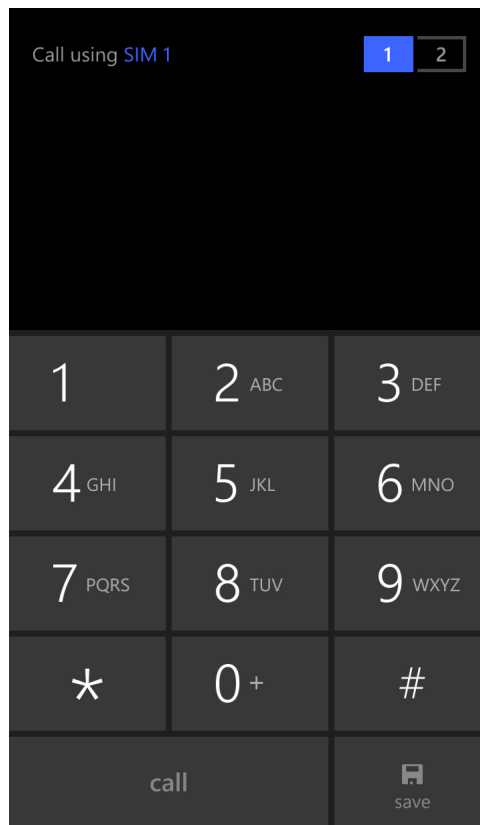 Call using SIM 1 1 2
1 2 ABC 3 DEF
4 GHI 5 JKL 6 MNO
7 PQRS 8 TUV 9 WXYZ
* 0 + #
call save